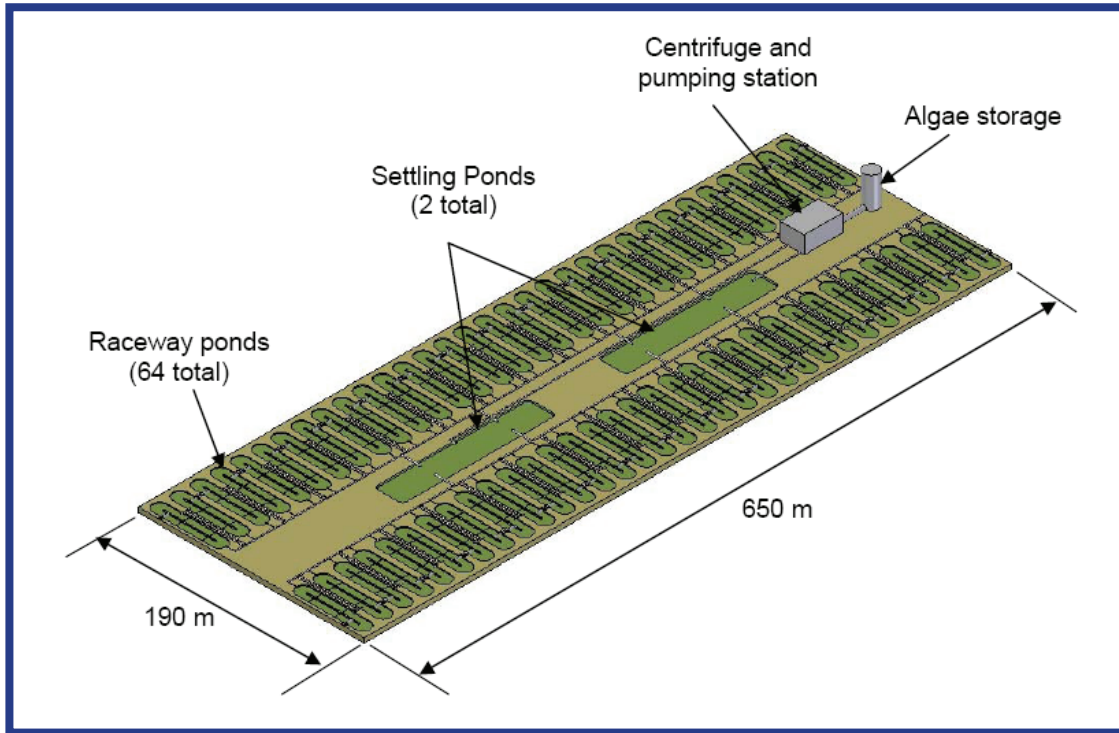 Centrifuge and
pumping station
Algae storage
Settling Ponds
(2 total)
Raceway ponds
(64 total)
650 m
190 m